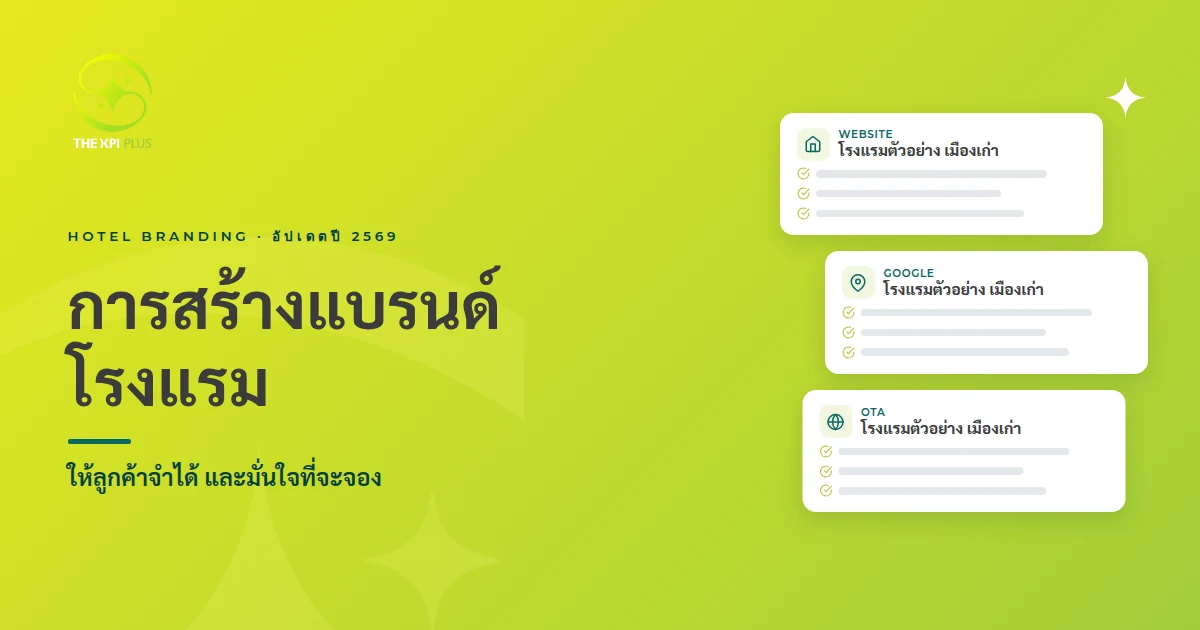 THE XPI PLUS
HOTEL BRANDING · อัปเดตปี 2569
การสร้างแบรนด์
โรงแรม
ให้ลูกค้าจำได้ และมั่นใจที่จะจอง
WEBSITE
โรงแรมตัวอย่าง เมืองเก่า
GOOGLE
โรงแรมตัวอย่าง เมืองเก่า
OTA
โรงแรมตัวอย่าง เมืองเก่า